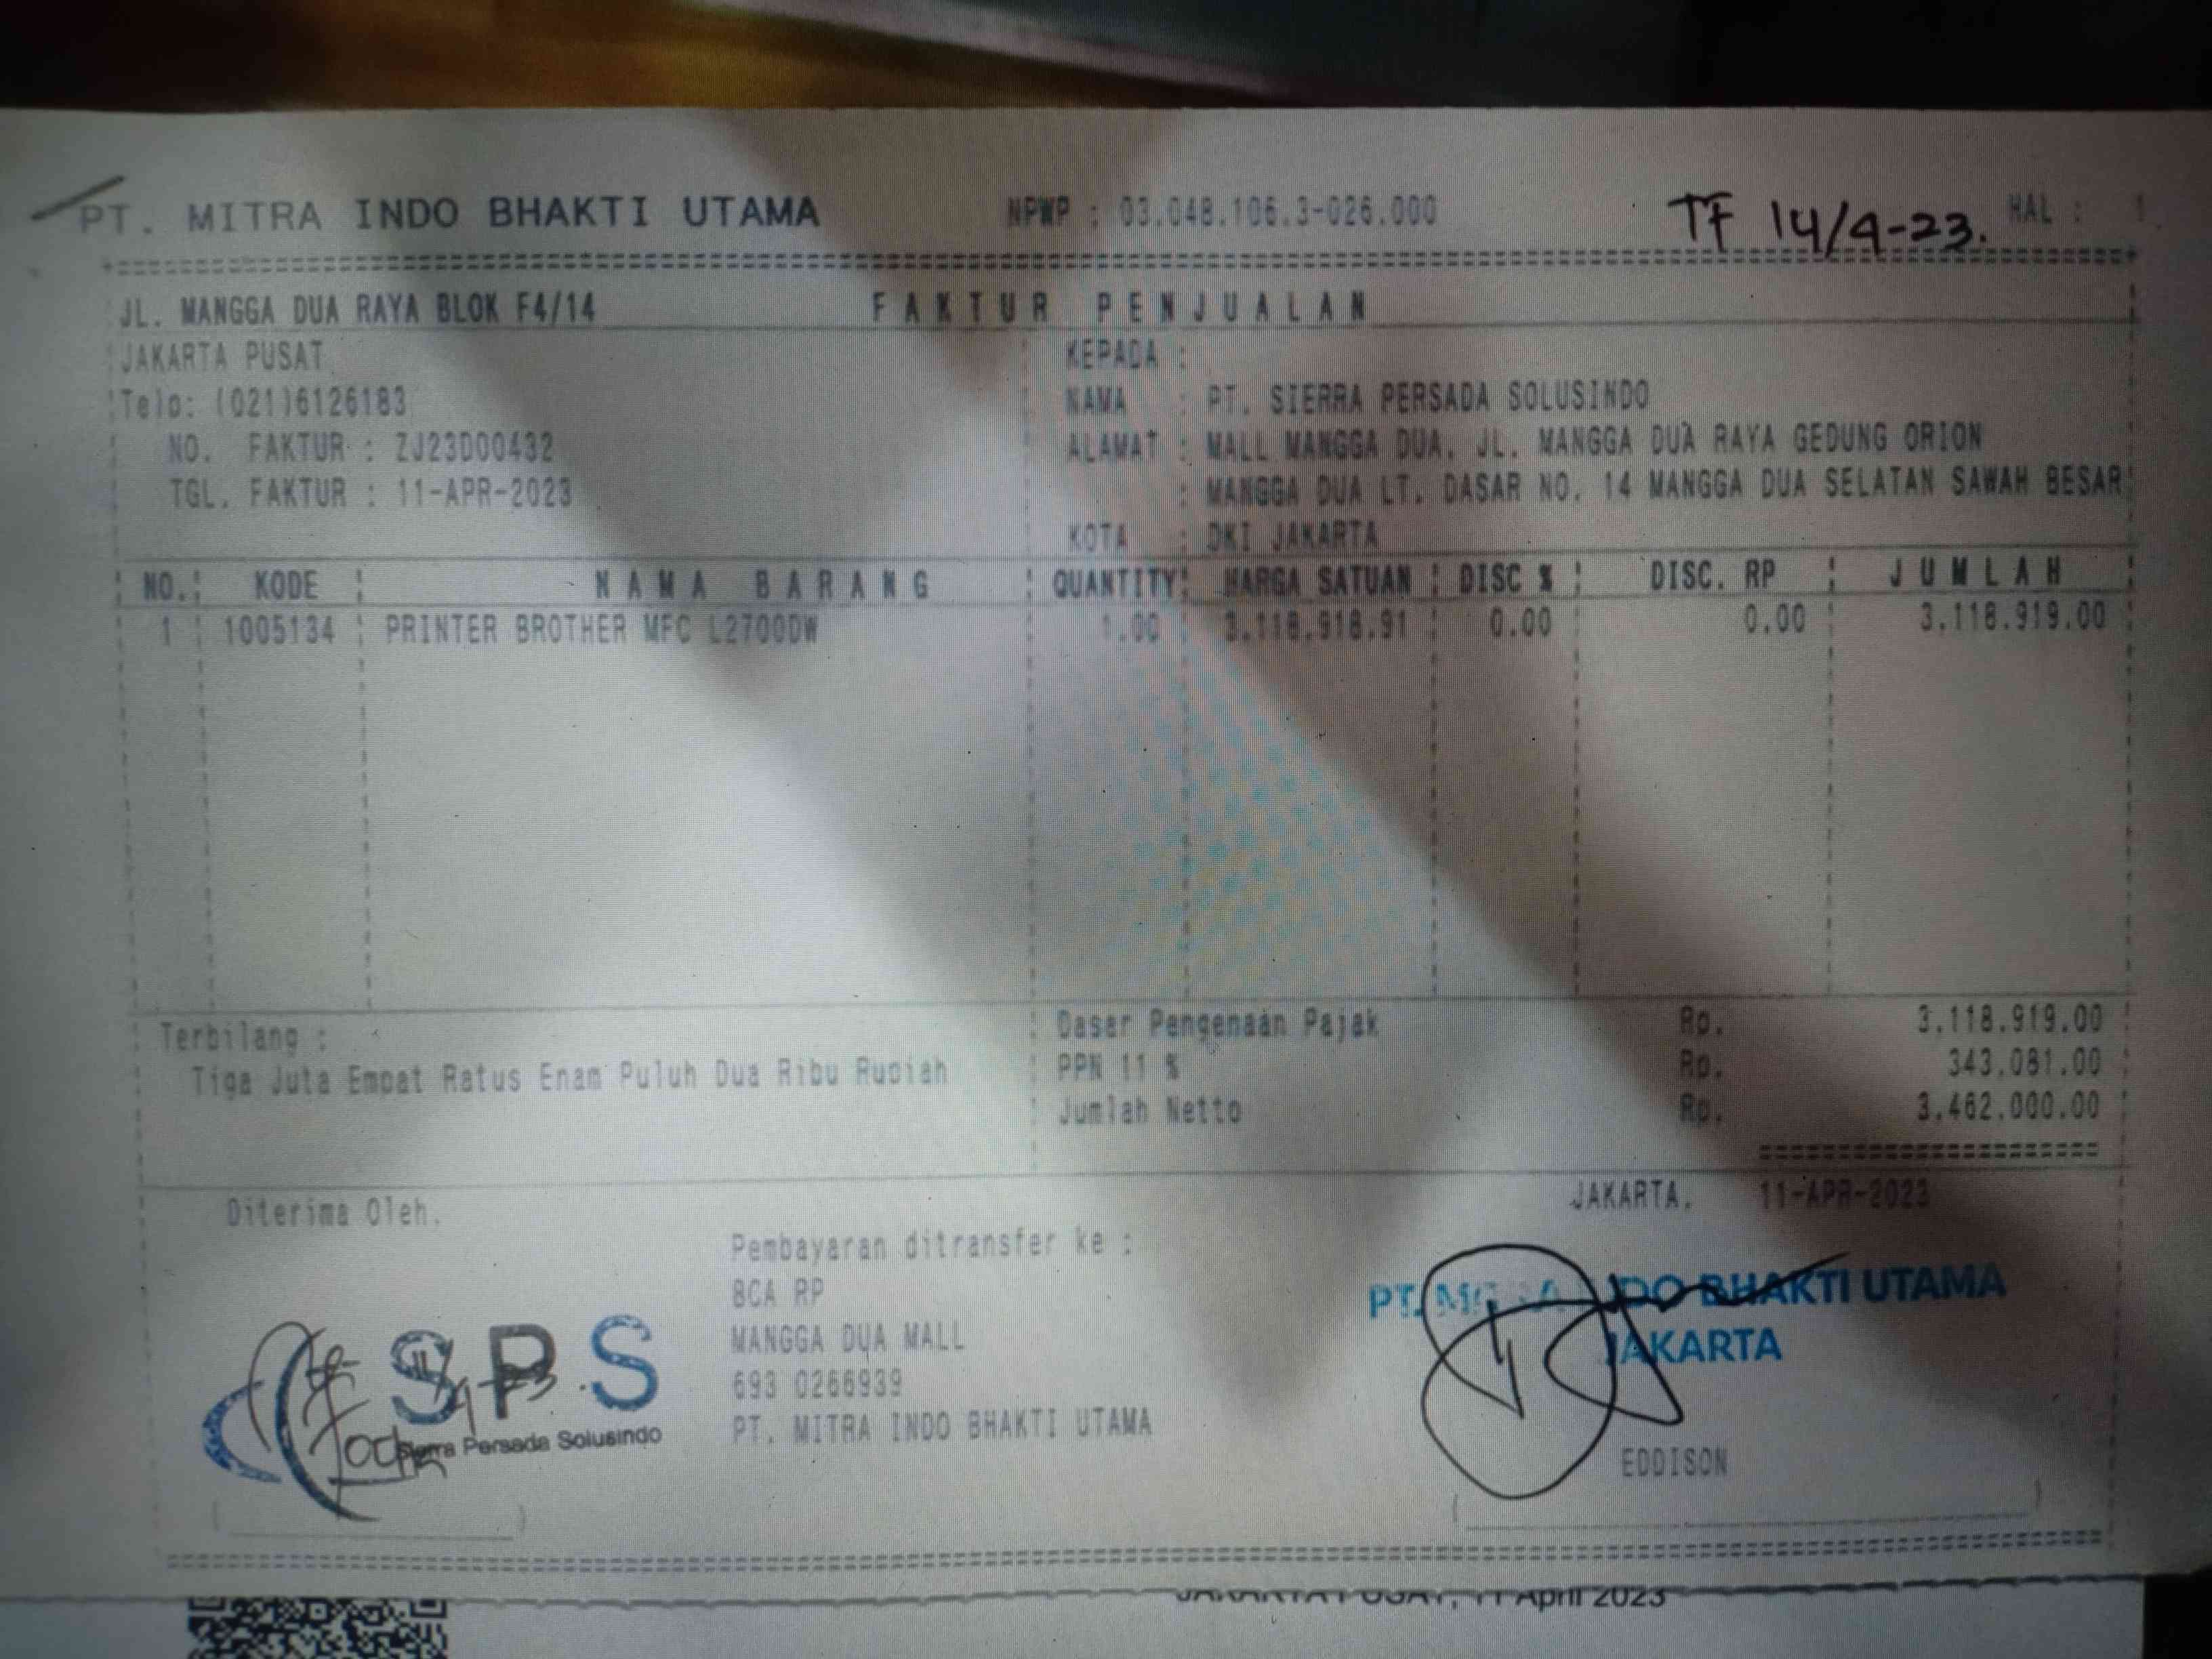 PT. MITRA INDO BHAKTI UTAMA NPWP : 03.048.106.3-026.000 TF 14/4-23. HAL : 1
JL. MANGGA DUA RAYA BLOK F4/14 FAKTUR PENJUALAN
JAKARTA PUSAT KEPADA :
Telp: (021)6126183 NAMA : PT. SIERRA PERSADA SOLUSINDO
NO. FAKTUR : ZJ23D00432 ALAMAT : MALL MANGGA DUA, JL. MANGGA DUA RAYA GEDUNG ORION
TGL. FAKTUR : 11-APR-2023 : MANGGA DUA LT. DASAR NO. 14 MANGGA DUA SELATAN SAWAH BESAR
KOTA : DKI JAKARTA
NO. KODE NAMA BARANG QUANTITY HARGA SATUAN DISC % DISC. RP JUMLAH
1 1005134 PRINTER BROTHER MFC L2700DW 1.00 3.118.918.91 0.00 0.00 3.118.919.00
Terbilang : Dasar Pengenaan Pajak Rp. 3.118.919.00
Tiga Juta Empat Ratus Enam Puluh Dua Ribu Rupiah PPN 11 % Rp. 343.081.00
Jumlah Netto Rp. 3.462.000.00
Diterima Oleh, JAKARTA, 11-APR-2023
Pembayaran ditransfer ke :
BCA RP
MANGGA DUA MALL
693 0266939
PT. MITRA INDO BHAKTI UTAMA
SPS
Sierra Persada Solusindo
PT. MITRA INDO BHAKTI UTAMA
JAKARTA
EDDISON
JAKARTA PUSAT, 11 April 2023